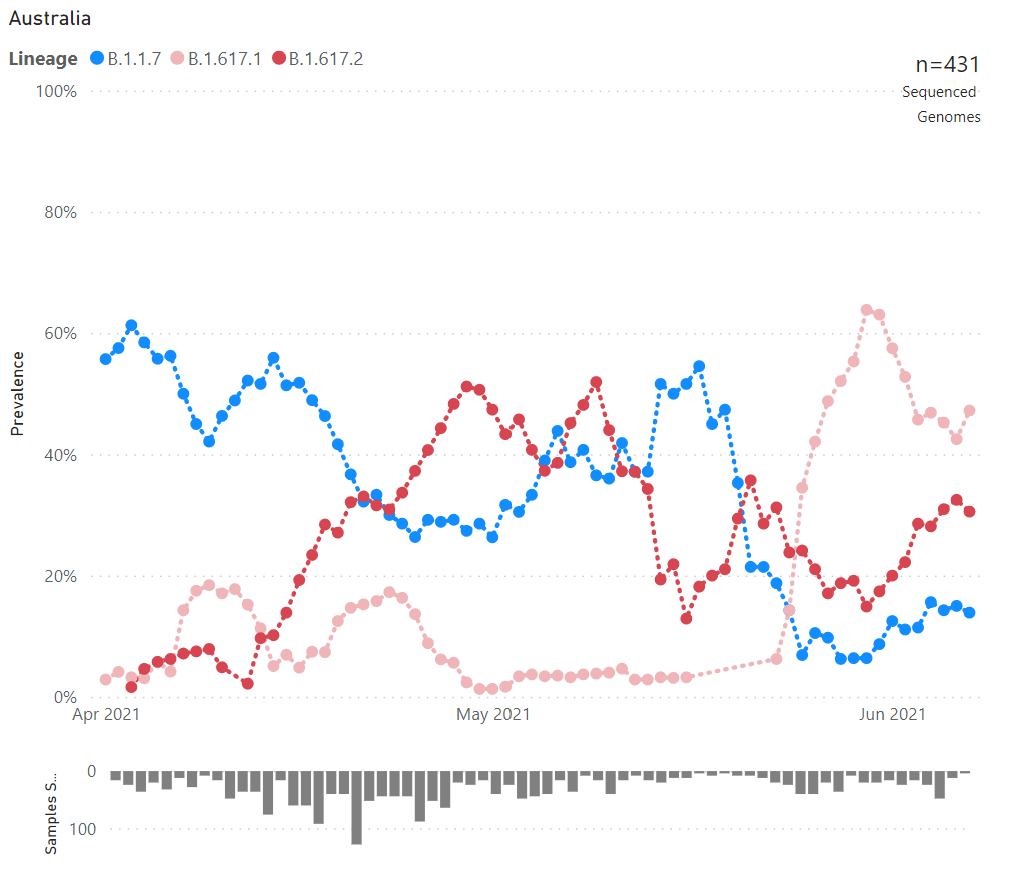 Australia
Lineage B.1.1.7 B.1.617.1 B.1.617.2
n=431
Sequenced
Genomes
100%
80%
60%
40%
20%
0%
Prevalence
Apr 2021 May 2021 Jun 2021
0
100
Samples S...